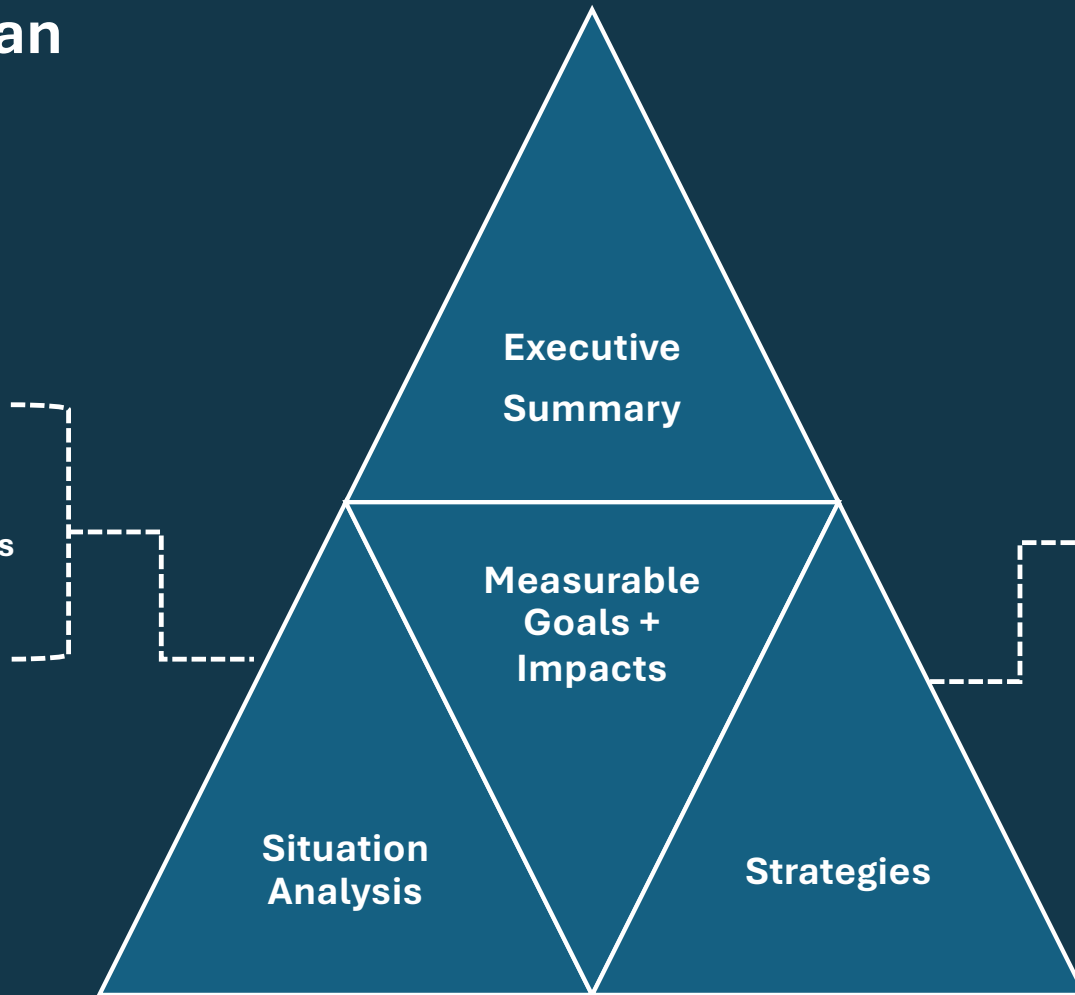 an
Executive
Summary
s
Measurable
Goals +
Impacts
Situation
Analysis
Strategies